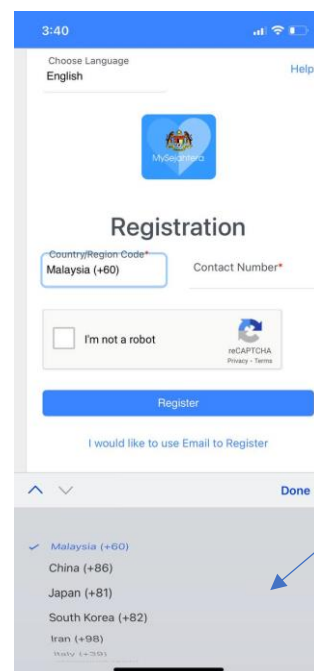 3:40
Choose Language
English
Help
MySejahtera
Registration
Country/Region Code*
Malaysia (+60)
Contact Number*
I'm not a robot
reCAPTCHA
Privacy - Terms
Register
I would like to use Email to Register
Done
Malaysia (+60)
China (+86)
Japan (+81)
South Korea (+82)
Iran (+98)
Italy (+39)